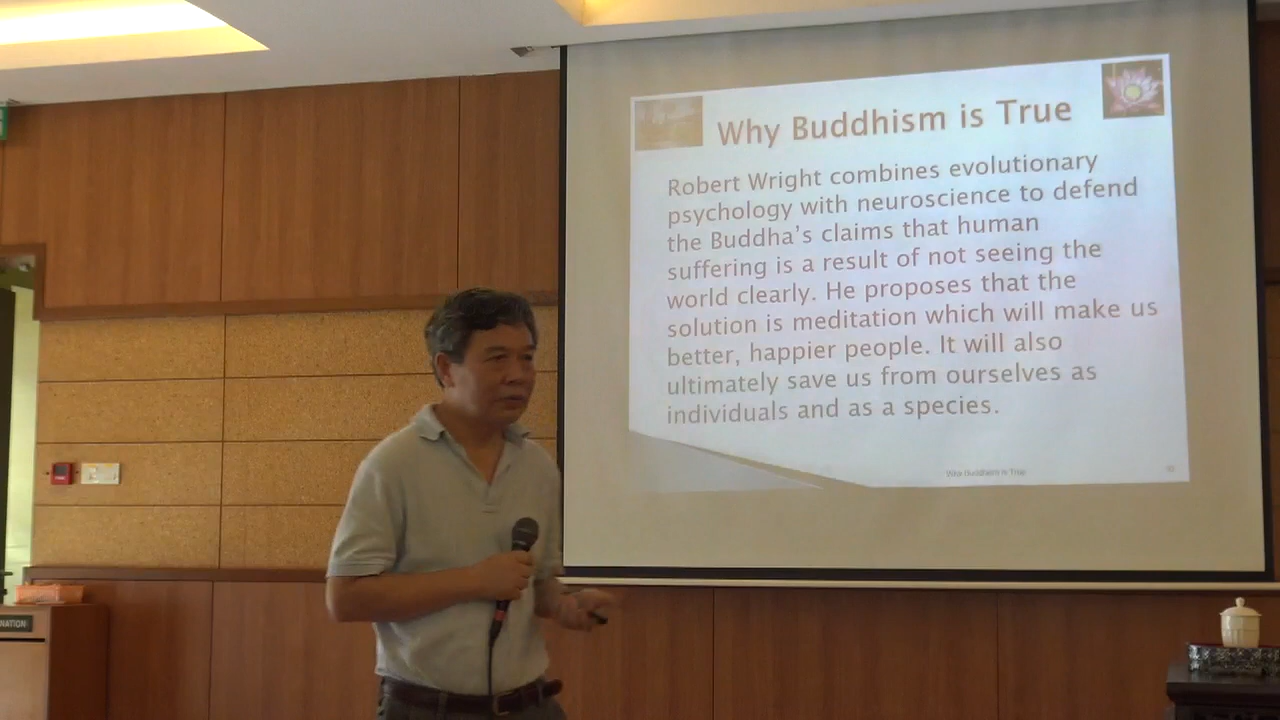 Why Buddhism is True
Robert Wright combines evolutionary
psychology with neuroscience to defend
the Buddha's claims that human
suffering is a result of not seeing the
world clearly. He proposes that the
solution is meditation which will make us
better, happier people. It will also
ultimately save us from ourselves as
individuals and as a species.
Why Buddhism is True
NATION